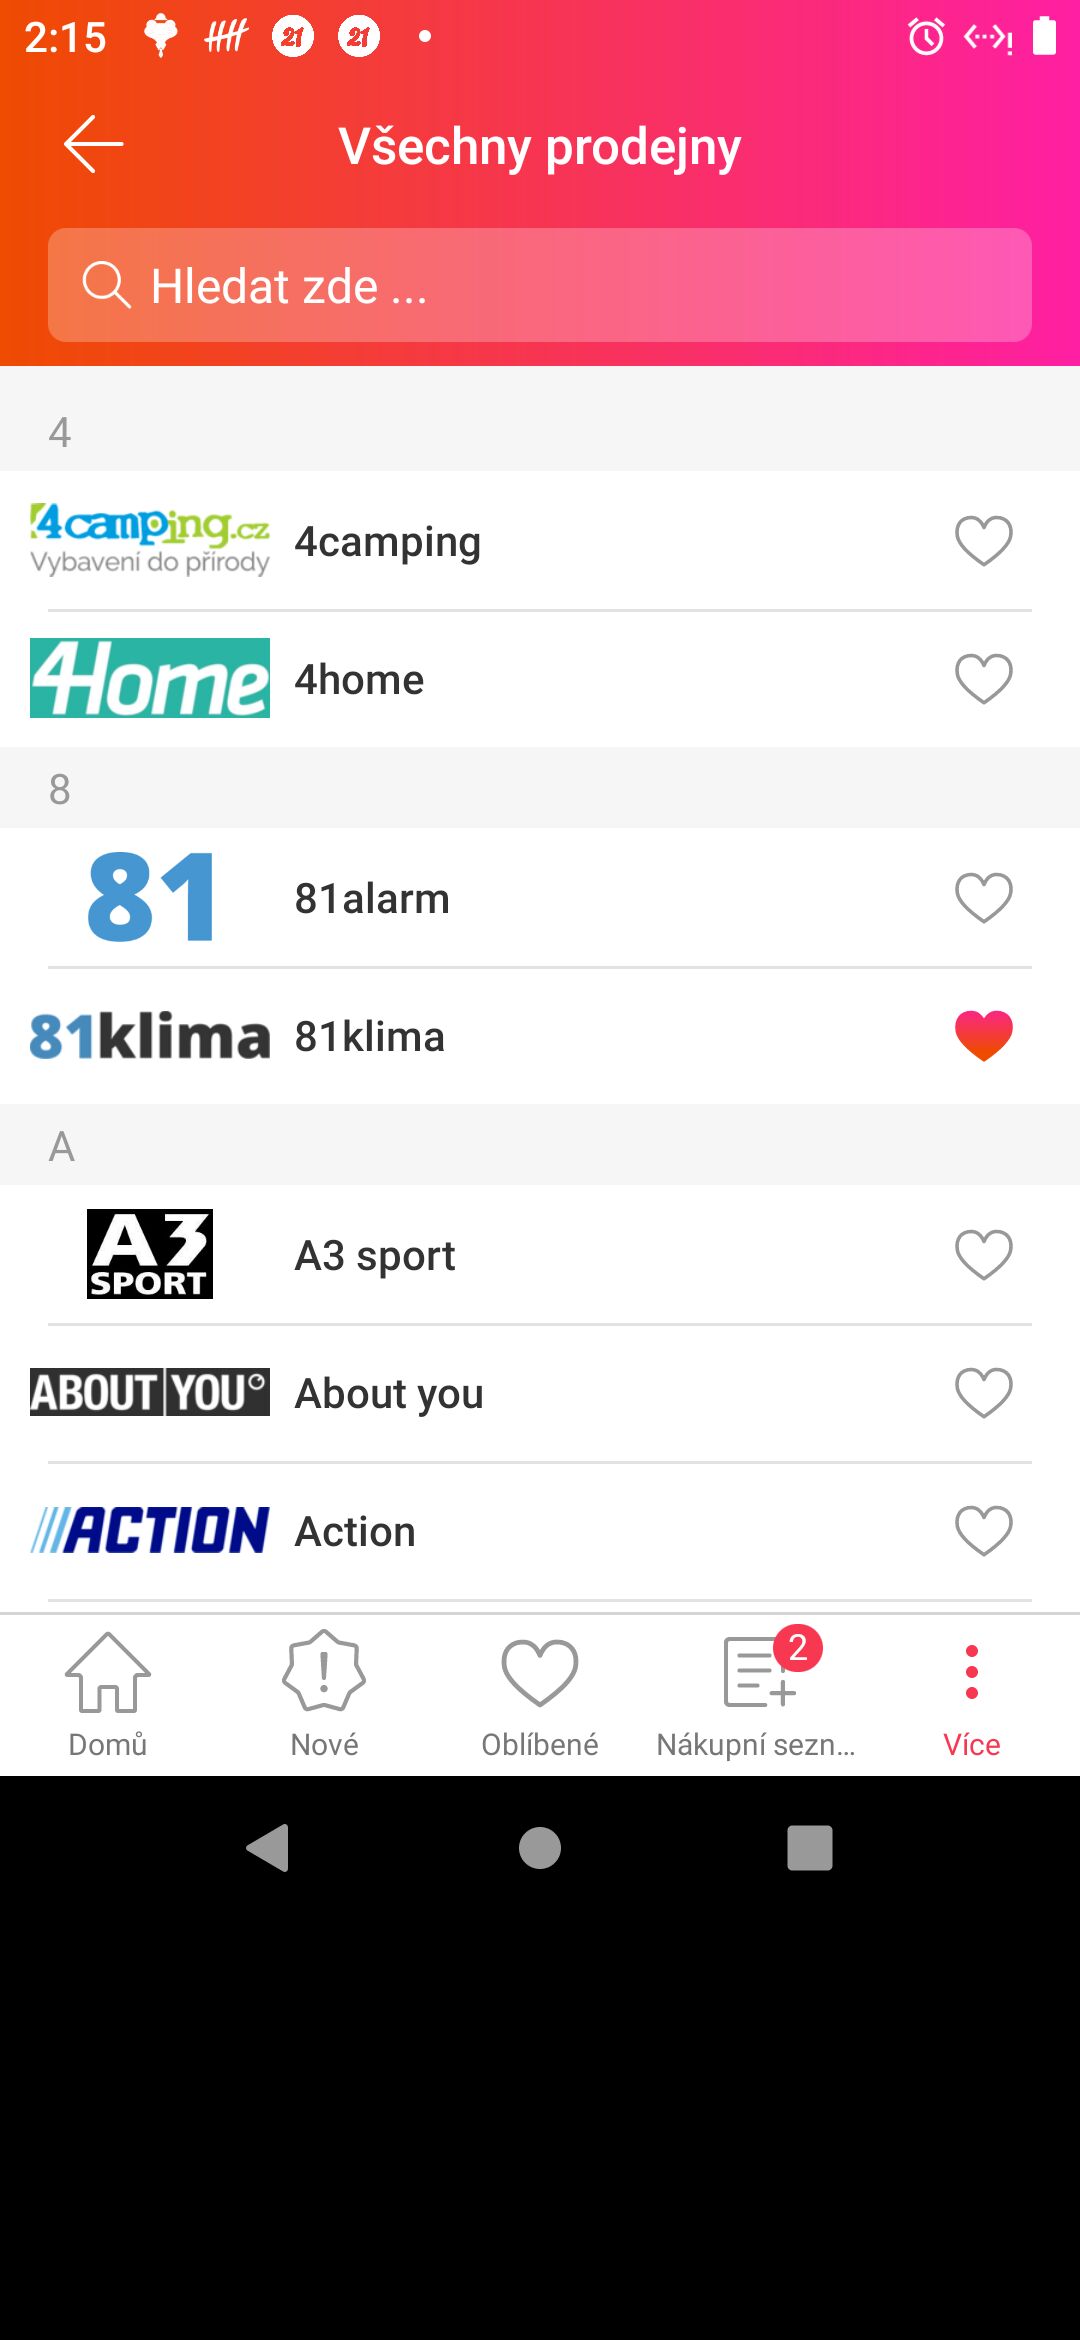 2:15
21 21
Všechny prodejny
Hledat zde ...
4
4camping.cz
Vybavení do přírody
4camping
4Home
4home
8
81
81alarm
81klima
81klima
A
A3
SPORT
A3 sport
ABOUT YOU
About you
ACTION
Action
2
Domů
Nové
Oblíbené
Nákupní sezn...
Více